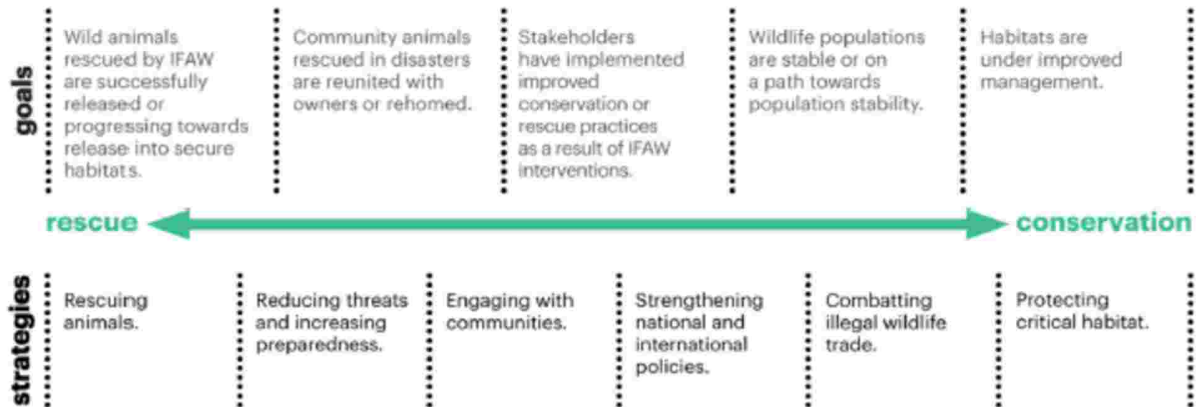 goals
Wild animals
rescued by IFAW
are successfully
released or
progressing towards
release into secure
habitats.
Community animals
rescued in disasters
are reunited with
owners or rehomed.
Stakeholders
have implemented
improved
conservation or
rescue practices
as a result of IFAW
interventions.
Wildlife populations
are stable or on
a path towards
population stability.
Habitats are
under improved
management.
rescue
conservation
strategies
Rescuing
animals.
Reducing threats
and increasing
preparedness.
Engaging with
communities.
Strengthening
national and
international
policies.
Combatting
illegal wildlife
trade.
Protecting
critical habitat.